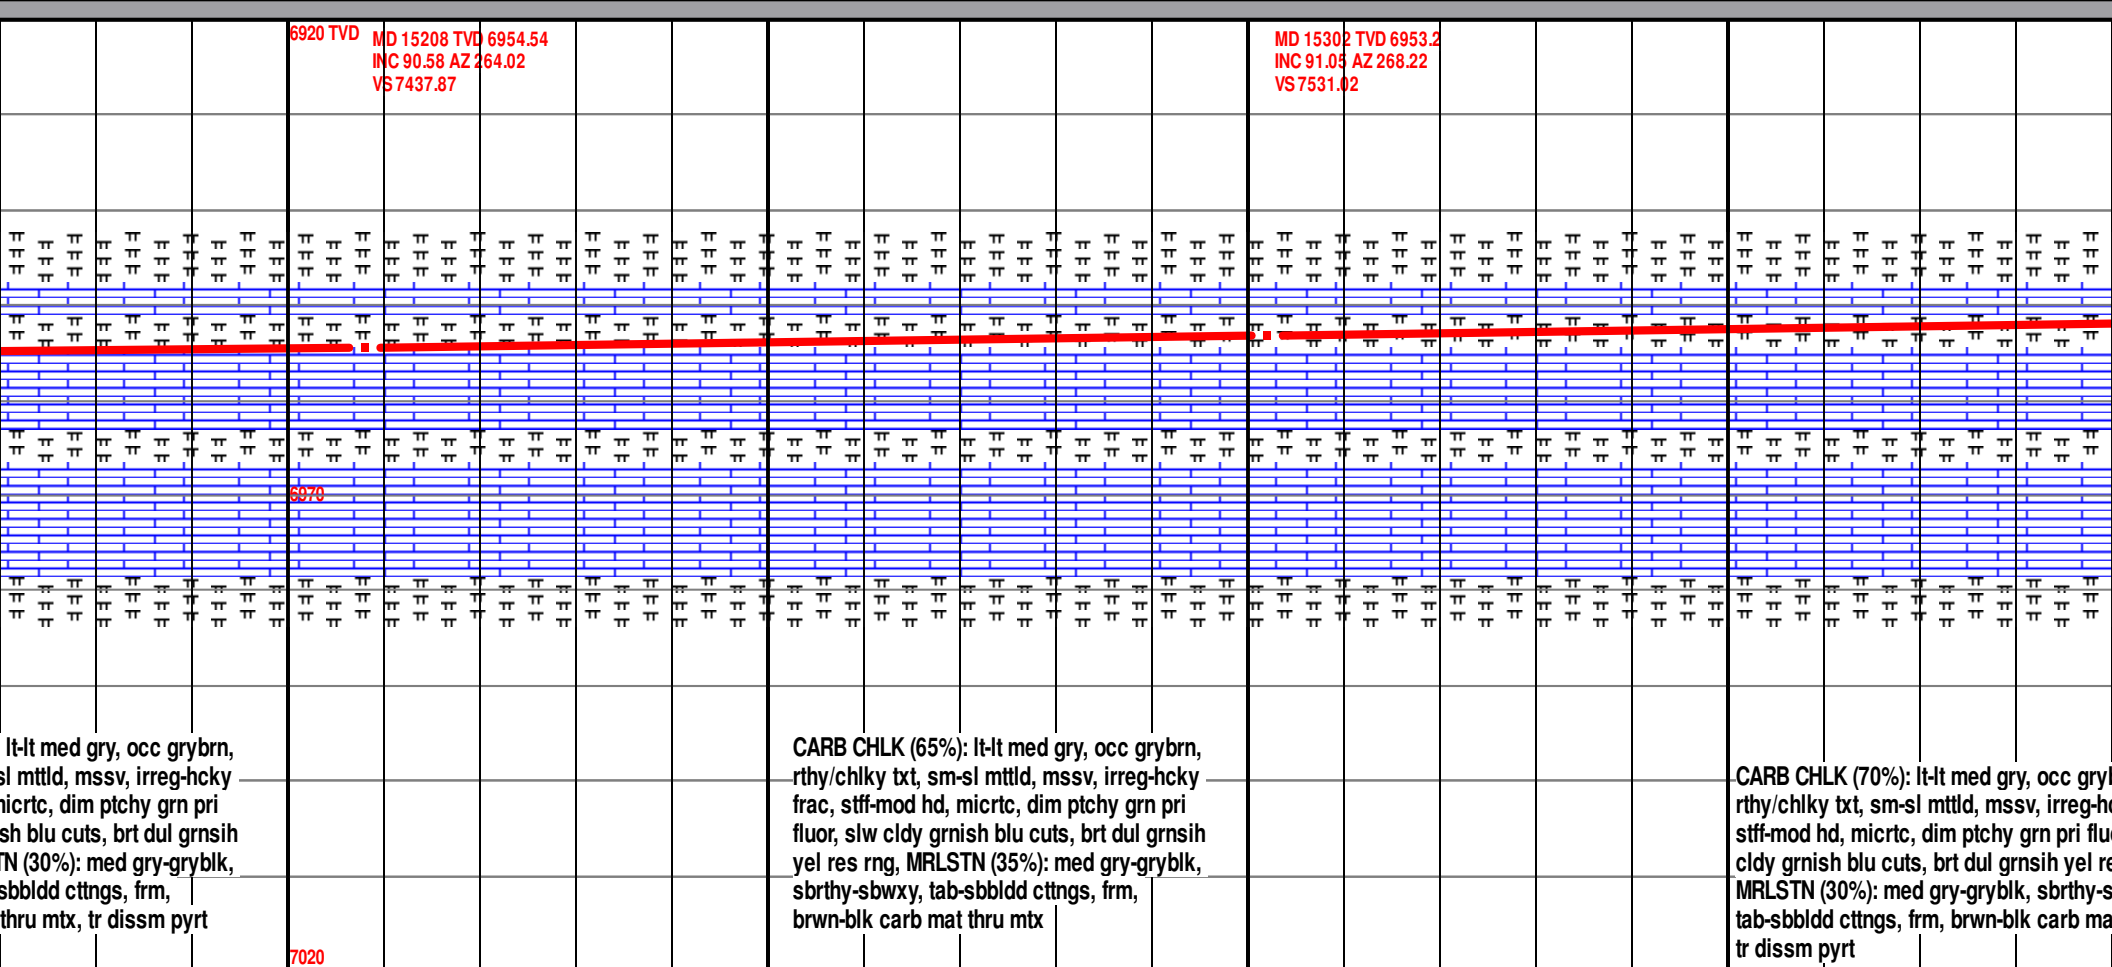 6920 TVD
MD 15208 TVD 6954.54
INC 90.58 AZ 264.02
VS 7437.87
MD 15302 TVD 6953.2
INC 91.05 AZ 268.22
VS 7531.02
6970
lt-lt med gry, occ grybrn,
sl mttld, mssv, irreg-hcky
micrtc, dim ptchy grn pri
sh blu cuts, brt dul grnsih
TN (30%): med gry-gryblk,
sbbldd cttngs, frm,
thru mtx, tr dissm pyrt
CARB CHLK (65%): lt-lt med gry, occ grybrn,
rthy/chlky txt, sm-sl mttld, mssv, irreg-hcky
frac, stff-mod hd, micrtc, dim ptchy grn pri
fluor, slw cldy grnish blu cuts, brt dul grnsih
yel res rng, MRLSTN (35%): med gry-gryblk,
sbrthy-sbwxy, tab-sbbldd cttngs, frm,
brwn-blk carb mat thru mtx
CARB CHLK (70%): lt-lt med gry, occ gry
rthy/chlky txt, sm-sl mttld, mssv, irreg-h
stff-mod hd, micrtc, dim ptchy grn pri flu
cldy grnish blu cuts, brt dul grnsih yel re
MRLSTN (30%): med gry-gryblk, sbrthy-s
tab-sbbldd cttngs, frm, brwn-blk carb ma
tr dissm pyrt
7020